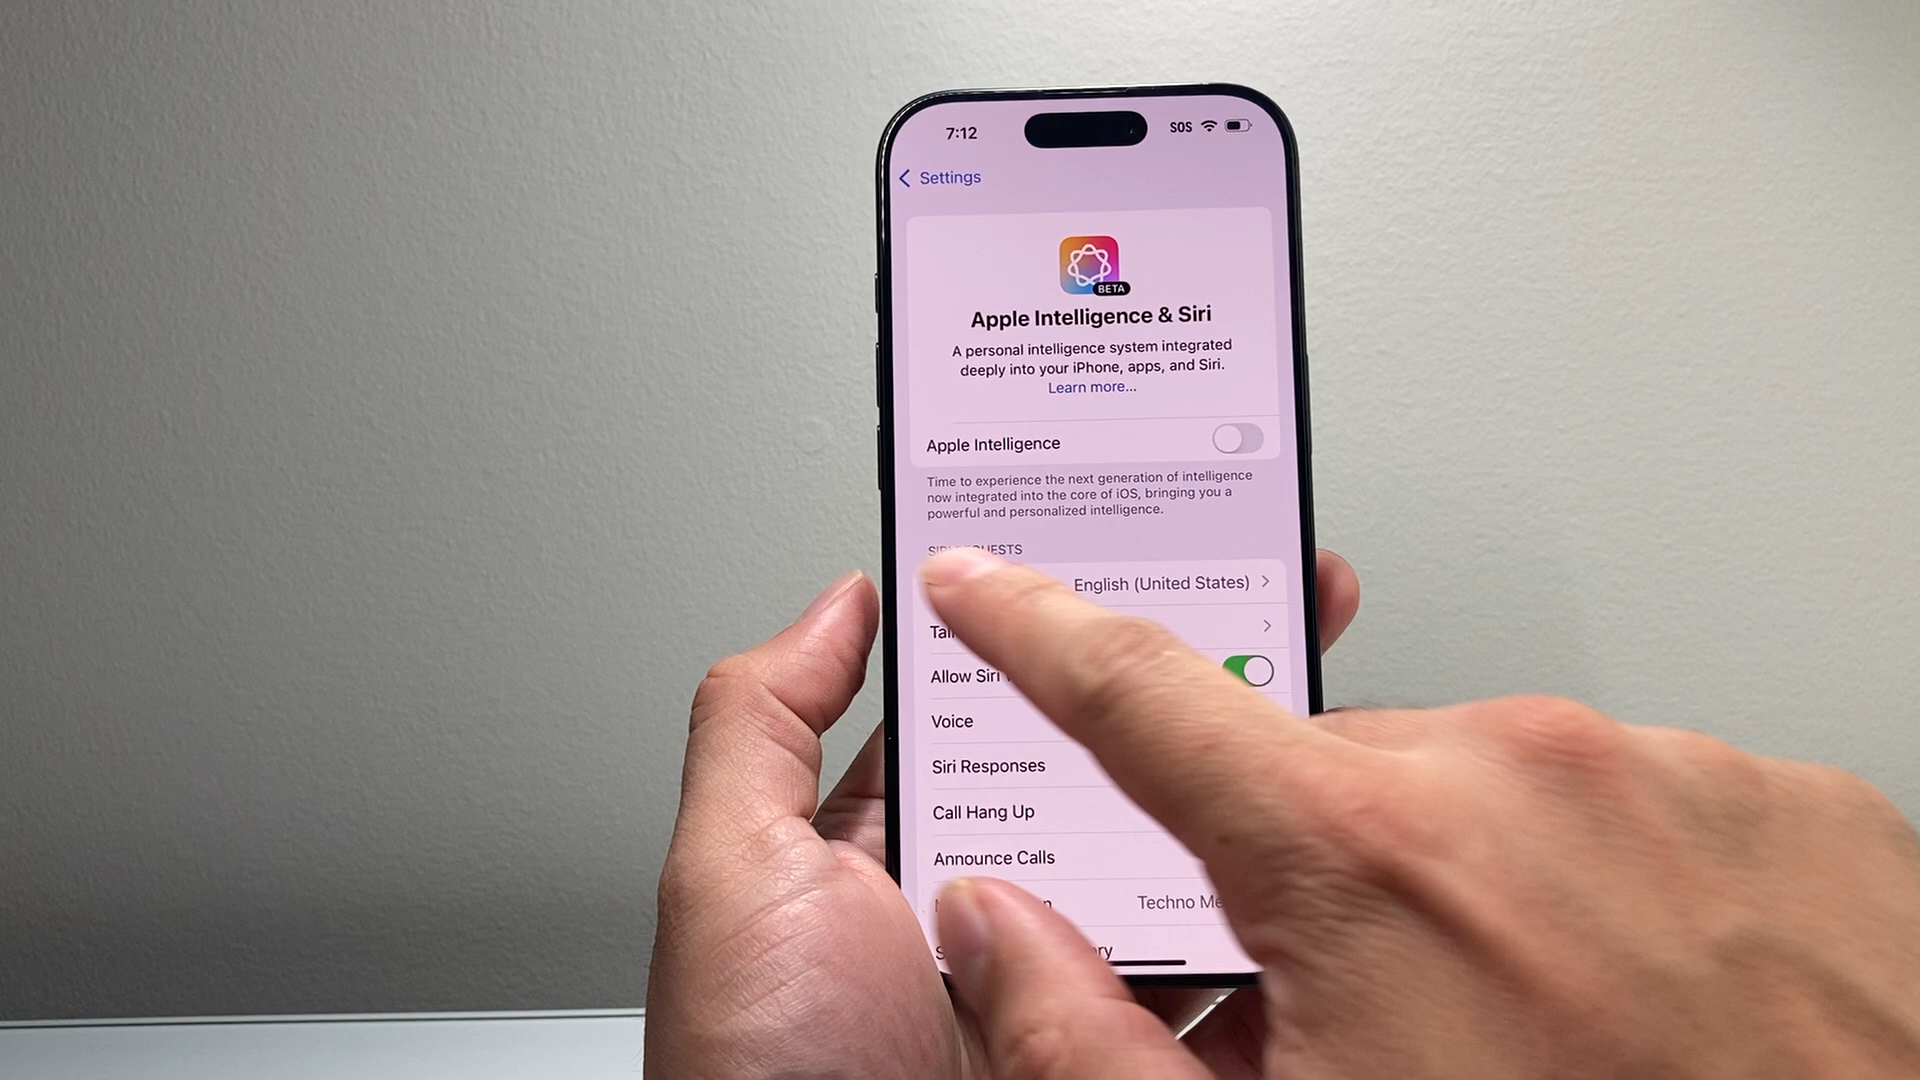 7:12
SOS
Settings
BETA
Apple Intelligence & Siri
A personal intelligence system integrated
deeply into your iPhone, apps, and Siri.
Learn more...
Apple Intelligence
Time to experience the next generation of intelligence
now integrated into the core of iOS, bringing you a
powerful and personalized intelligence.
English (United States)
Allow Siri
Voice
Siri Responses
Call Hang Up
Announce Calls
Techno